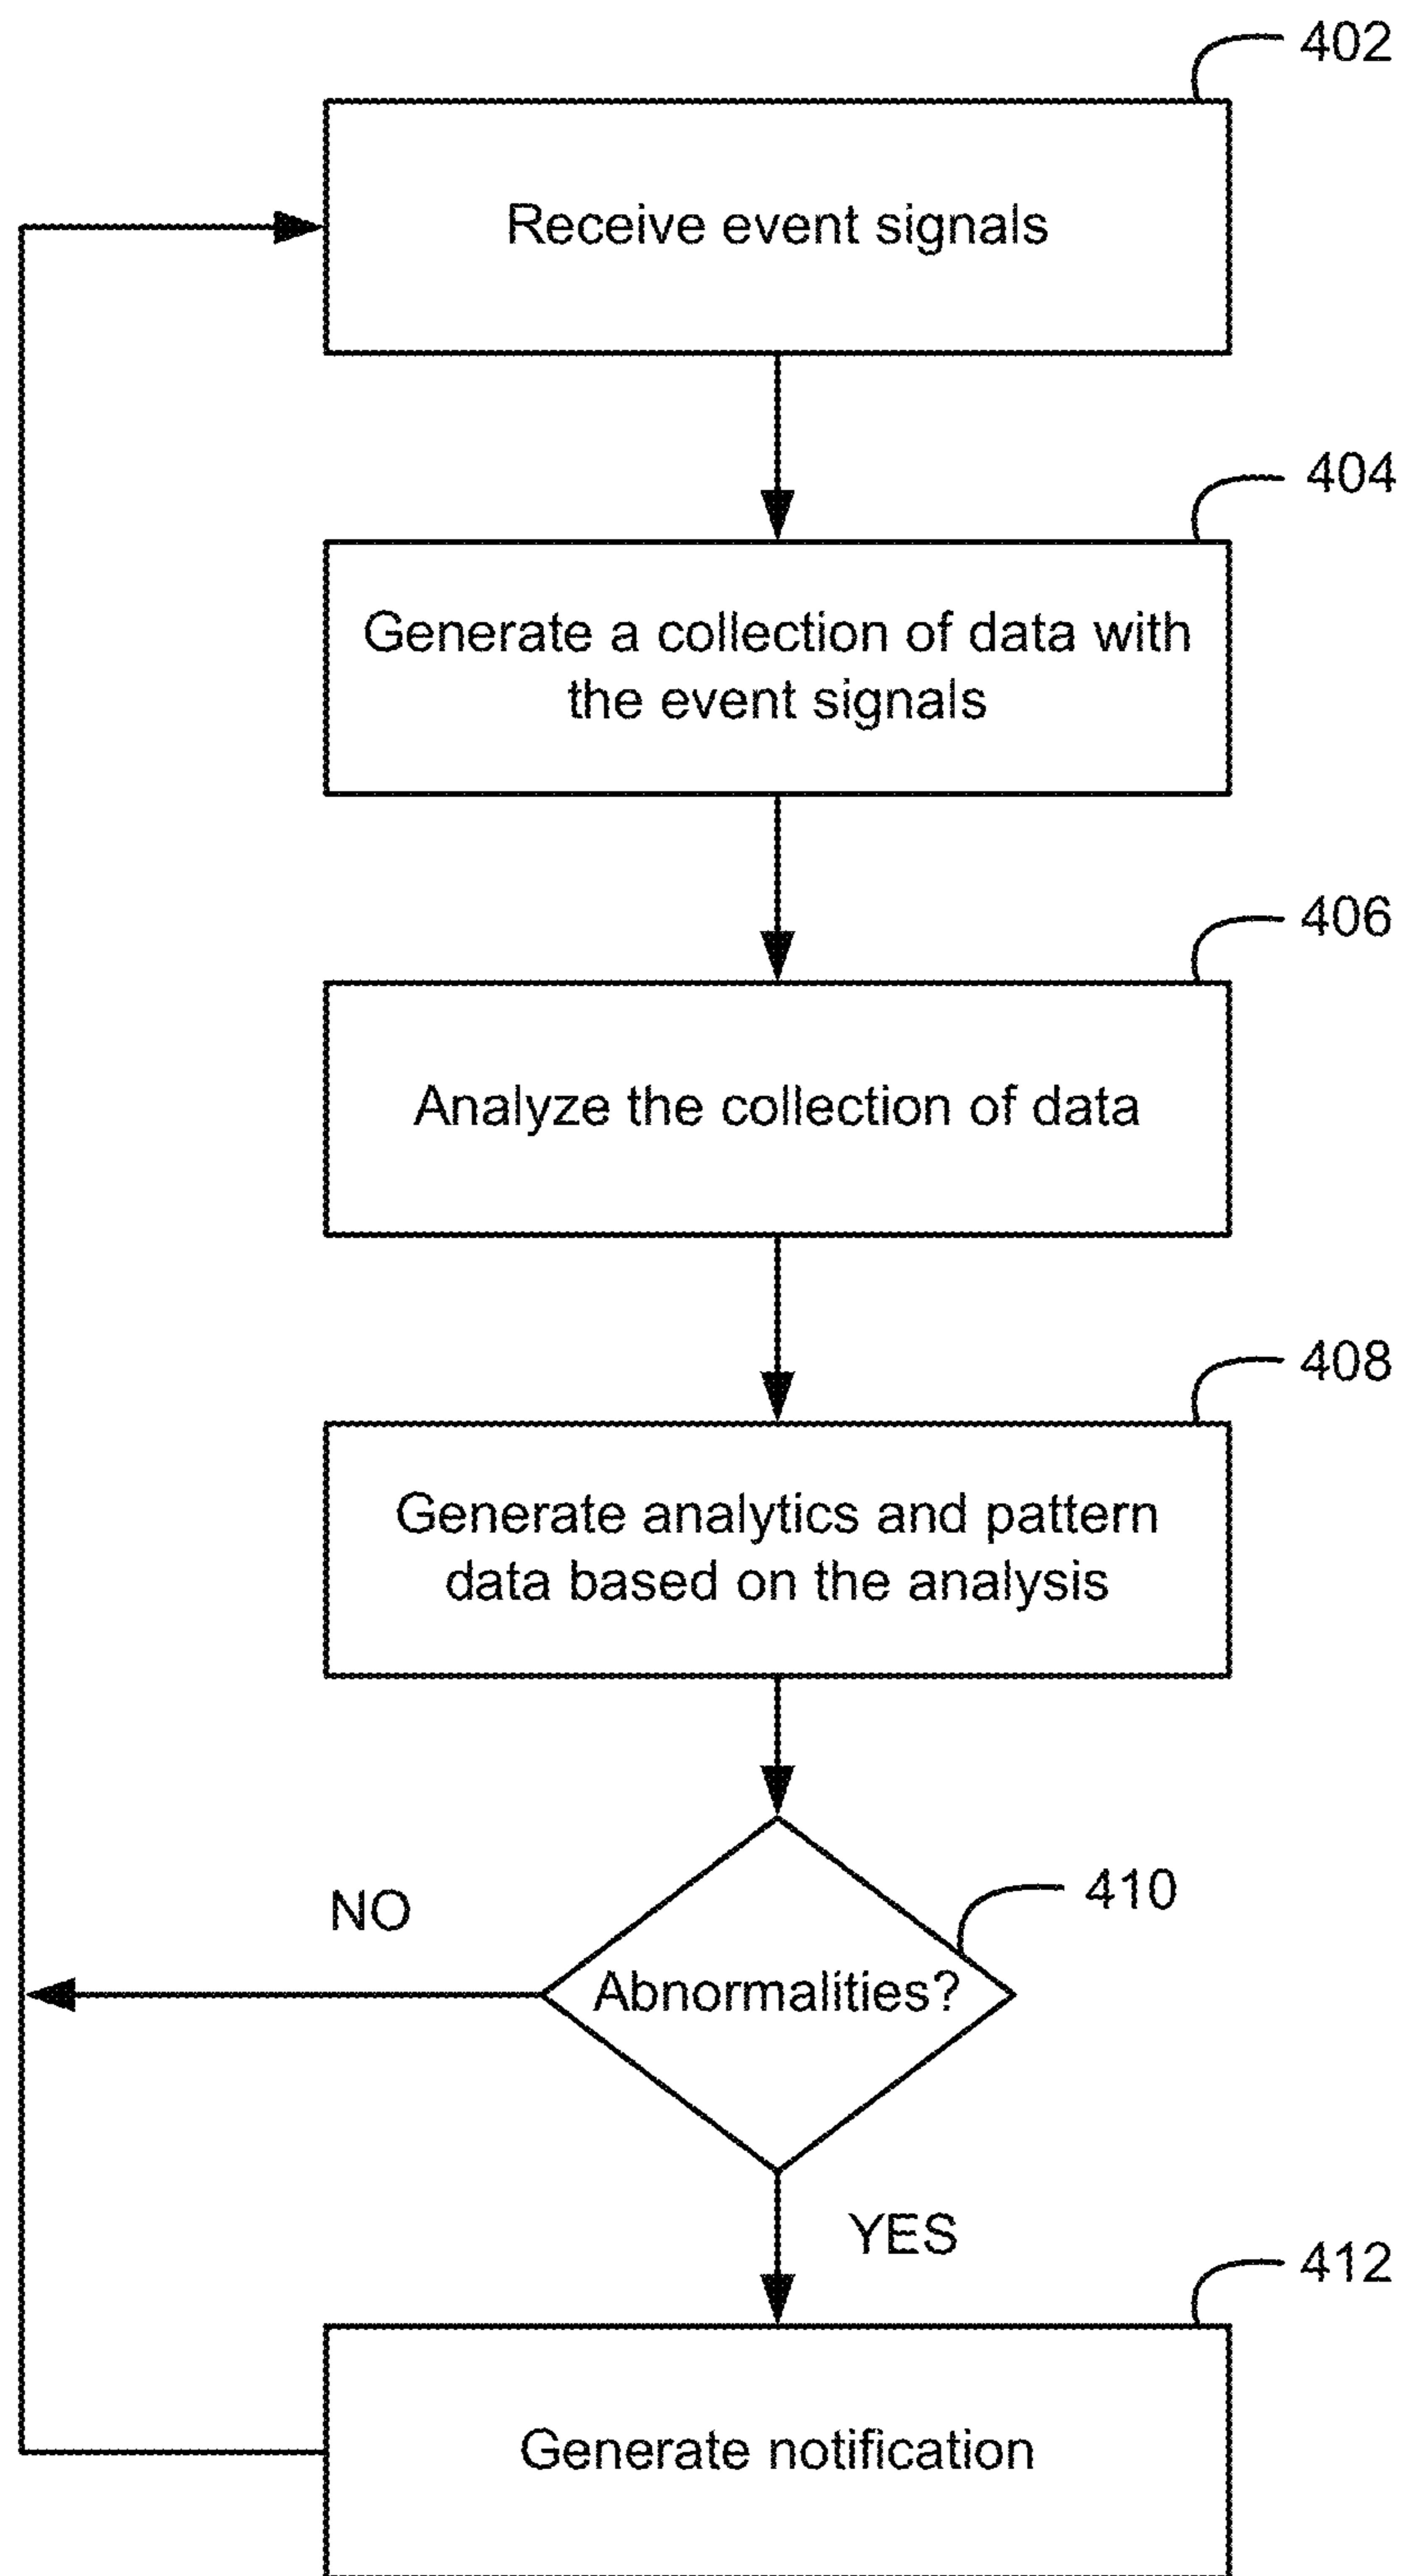 402
Receive event signals
404
Generate a collection of data with
the event signals
406
Analyze the collection of data
408
Generate analytics and pattern
data based on the analysis
410
NO
Abnormalities?
YES
412
Generate notification